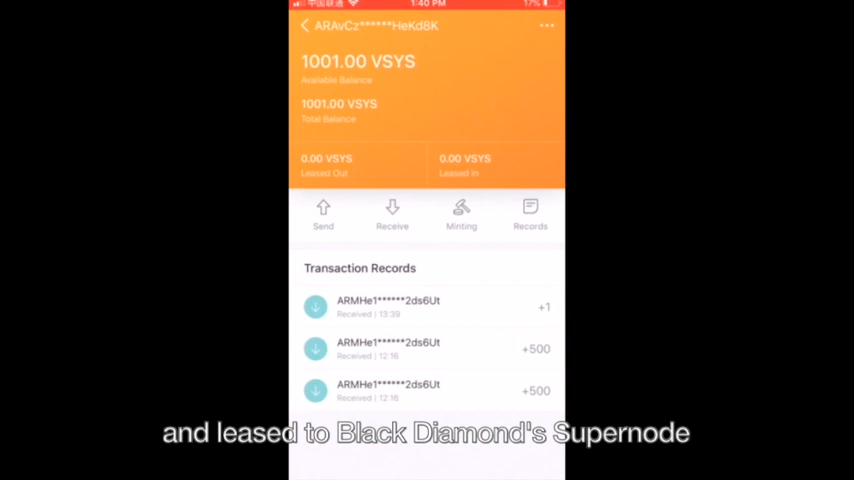 中国联通
1:40 PM
17%
ARAvCz******HeKd8K
1001.00 VSYS
Available Balance
1001.00 VSYS
Total Balance
0.00 VSYS
0.00 VSYS
Leased Out
Leased In
Send
Receive
Minting
Records
Transaction Records
ARMHe1******2ds6Ut
+1
Received | 13:39
ARMHe1******2ds6Ut
+500
Received | 12:16
ARMHe1******2ds6Ut
+500
Received | 12:16
and leased to Black Diamond's Supernode